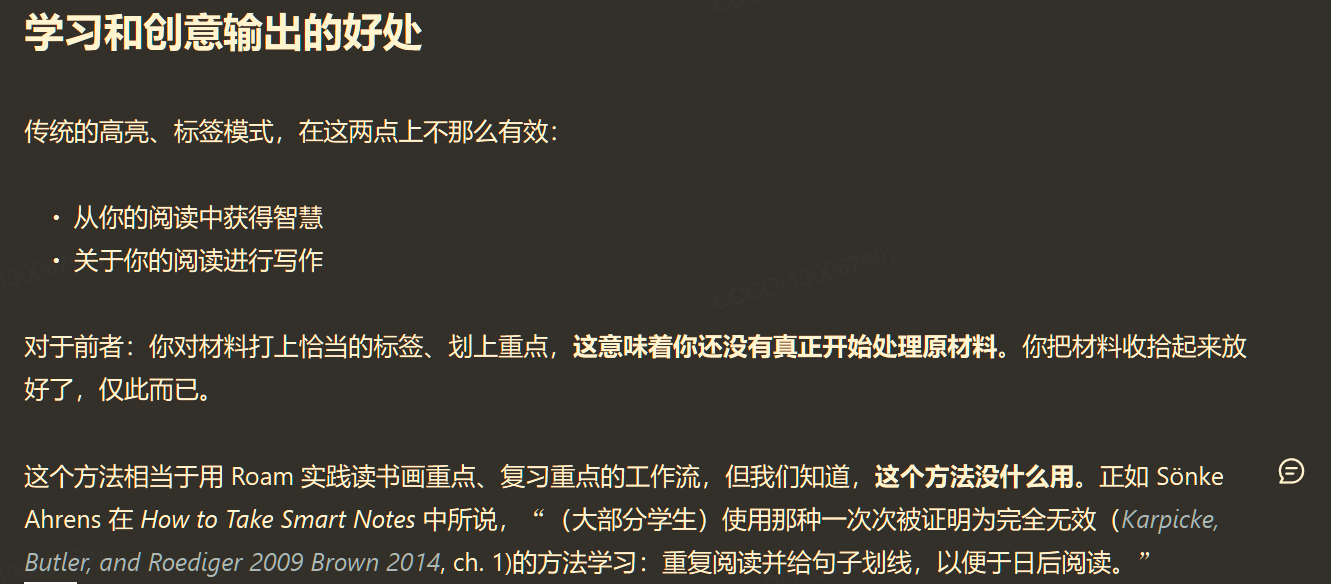 学习和创意输出的好处
传统的高亮、标签模式，在这两点上不那么有效：
• 从你的阅读中获得智慧
• 关于你的阅读进行写作
对于前者：你对材料打上恰当的标签、划上重点，这意味着你还没有真正开始处理原材料。你把材料收拾起来放
好了，仅此而已。
这个方法相当于用 Roam 实践读书画重点、复习重点的工作流，但我们知道，这个方法没什么用。正如 Sönke
Ahrens 在 How to Take Smart Notes 中所说，“（大部分学生）使用那种一次次被证明为完全无效（Karpicke,
Butler, and Roediger 2009 Brown 2014, ch. 1)的方法学习：重复阅读并给句子划线，以便于日后阅读。”